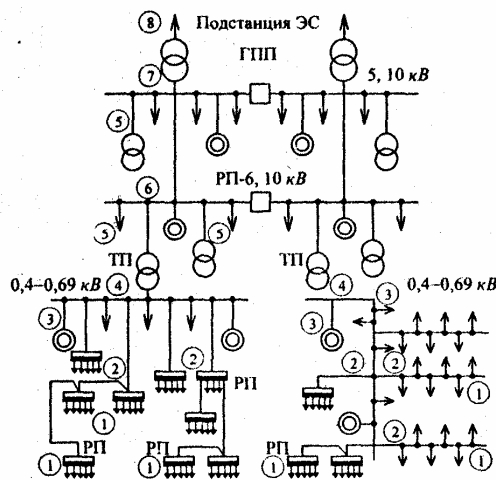 8 Подстанция ЭС
ГПП
7
5, 10 кВ
5
6 РП-6, 10 кВ
5 5
ТП ТП
0,4–0,69 кВ 4 4 0,4–0,69 кВ
3 3
3
2 2 2 2
РП 1
1
2
РП РП РП
1 1 1 1